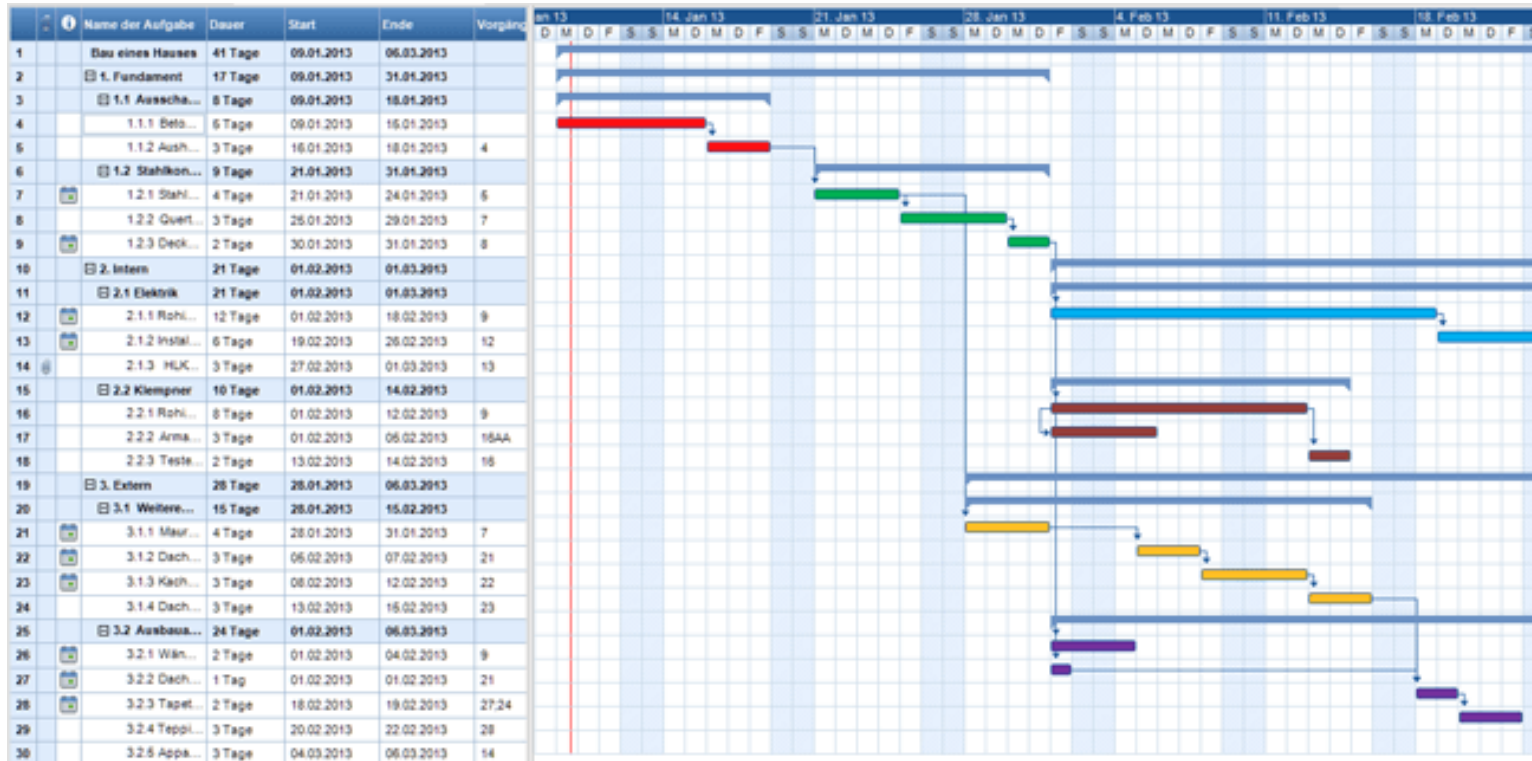 Name der Aufgabe Dauer Start Ende Vorgäng
an 13 14. Jan 13 21. Jan 13 28. Jan 13 4. Feb 13 11. Feb 13 18. Feb 13
D M D F S S M D M D F S S M D M D F S S M D M D F S S M D M D F S S M D M D F S S M D M D F
1 Bau eines Hauses 41 Tage 09.01.2013 06.03.2013
2 1. Fundament 17 Tage 09.01.2013 31.01.2013
3 1.1 Ausscha... 8 Tage 09.01.2013 18.01.2013
4 1.1.1 Beto... 5 Tage 09.01.2013 15.01.2013
5 1.1.2 Aush... 3 Tage 16.01.2013 18.01.2013 4
6 1.2 Stahlkon... 9 Tage 21.01.2013 31.01.2013
7 1.2.1 Stahl... 4 Tage 21.01.2013 24.01.2013 5
8 1.2.2 Quert... 3 Tage 25.01.2013 29.01.2013 7
9 1.2.3 Deck... 2 Tage 30.01.2013 31.01.2013 8
10 2. Intern 21 Tage 01.02.2013 01.03.2013
11 2.1 Elektrik 21 Tage 01.02.2013 01.03.2013
12 2.1.1 Rohi... 12 Tage 01.02.2013 18.02.2013 9
13 2.1.2 Instal... 6 Tage 19.02.2013 26.02.2013 12
14 2.1.3 HLK... 3 Tage 27.02.2013 01.03.2013 13
15 2.2 Klempner 10 Tage 01.02.2013 14.02.2013
16 2.2.1 Rohi... 8 Tage 01.02.2013 12.02.2013 9
17 2.2.2 Arma... 3 Tage 01.02.2013 05.02.2013 16AA
18 2.2.3 Teste... 2 Tage 13.02.2013 14.02.2013 16
19 3. Extern 28 Tage 28.01.2013 06.03.2013
20 3.1 Weitere... 15 Tage 28.01.2013 15.02.2013
21 3.1.1 Maur... 4 Tage 28.01.2013 31.01.2013 7
22 3.1.2 Dach... 3 Tage 05.02.2013 07.02.2013 21
23 3.1.3 Kach... 3 Tage 08.02.2013 12.02.2013 22
24 3.1.4 Dach... 3 Tage 13.02.2013 15.02.2013 23
25 3.2 Ausbaua... 24 Tage 01.02.2013 06.03.2013
26 3.2.1 Wän... 2 Tage 01.02.2013 04.02.2013 9
27 3.2.2 Dach... 1 Tag 01.02.2013 01.02.2013 21
28 3.2.3 Tapet... 2 Tage 18.02.2013 19.02.2013 27;24
29 3.2.4 Teppi... 3 Tage 20.02.2013 22.02.2013 28
30 3.2.5 Appa... 3 Tage 04.03.2013 06.03.2013 14